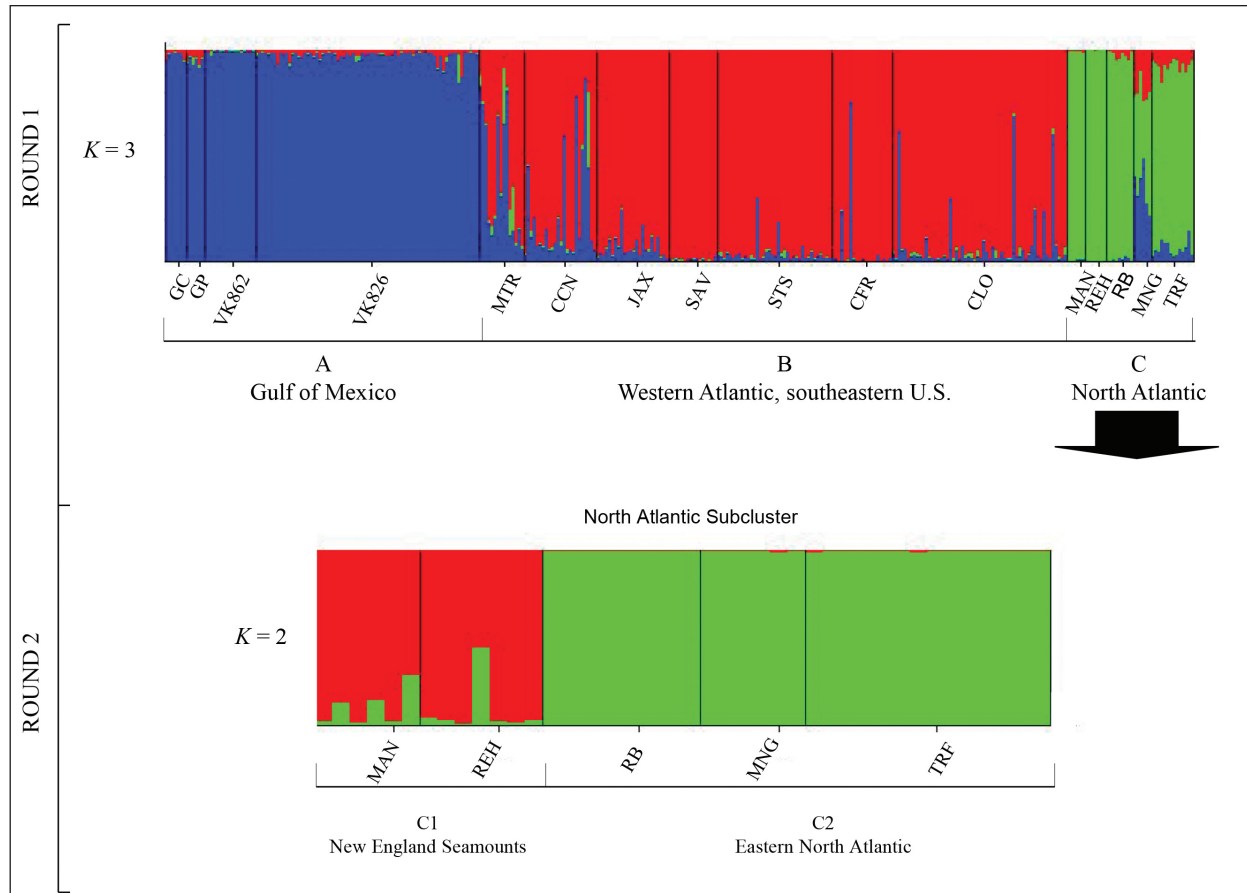 ROUND 1
K = 3
GC GP VK862 VK826 MTR CCN JAX SAV STS CFR CLO MAN REH RB MNG TRF
A
Gulf of Mexico
B
Western Atlantic, southeastern U.S.
C
North Atlantic
ROUND 2
North Atlantic Subcluster
K = 2
MAN REH RB MNG TRF
C1
New England Seamounts
C2
Eastern North Atlantic